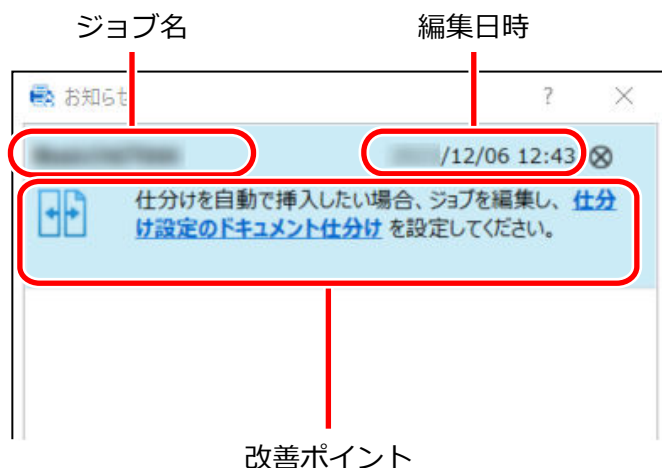 ジョブ名
編集日時
お知らせ
?
/12/06 12:43
仕分けを自動で挿入したい場合、ジョブを編集し、 仕分
け設定のドキュメント仕分け を設定してください。
改善ポイント